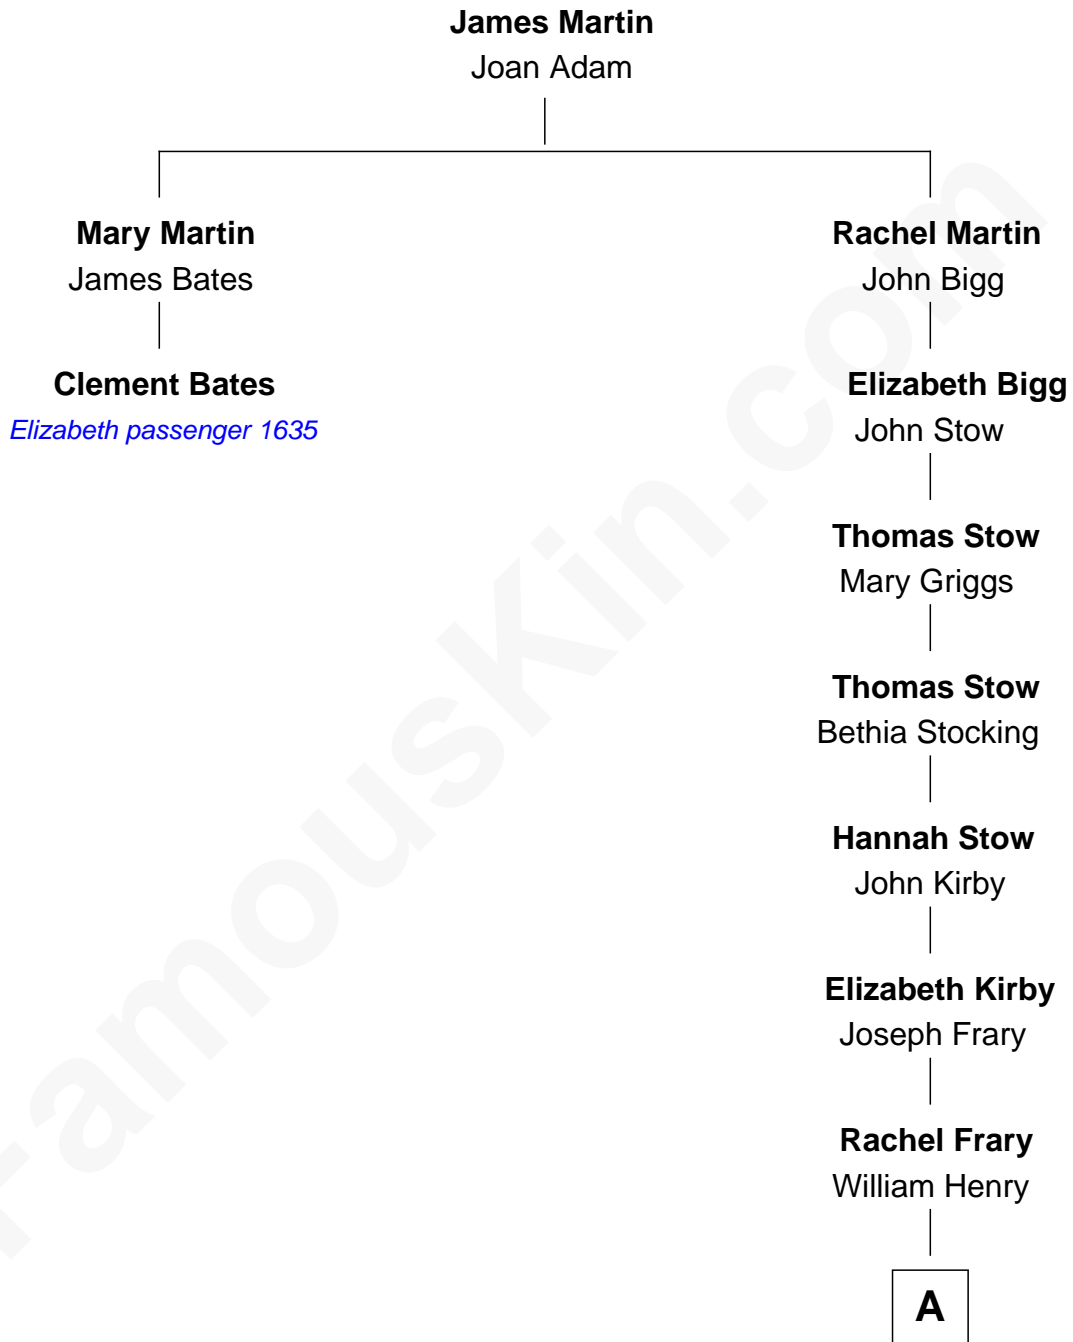 James Martin
Joan Adam
Mary Martin
James Bates
Clement Bates
Elizabeth passenger 1635
Rachel Martin
John Bigg
Elizabeth Bigg
John Stow
Thomas Stow
Mary Griggs
Thomas Stow
Bethia Stocking
Hannah Stow
John Kirby
Elizabeth Kirby
Joseph Frary
Rachel Frary
William Henry
A
FamousKin.com